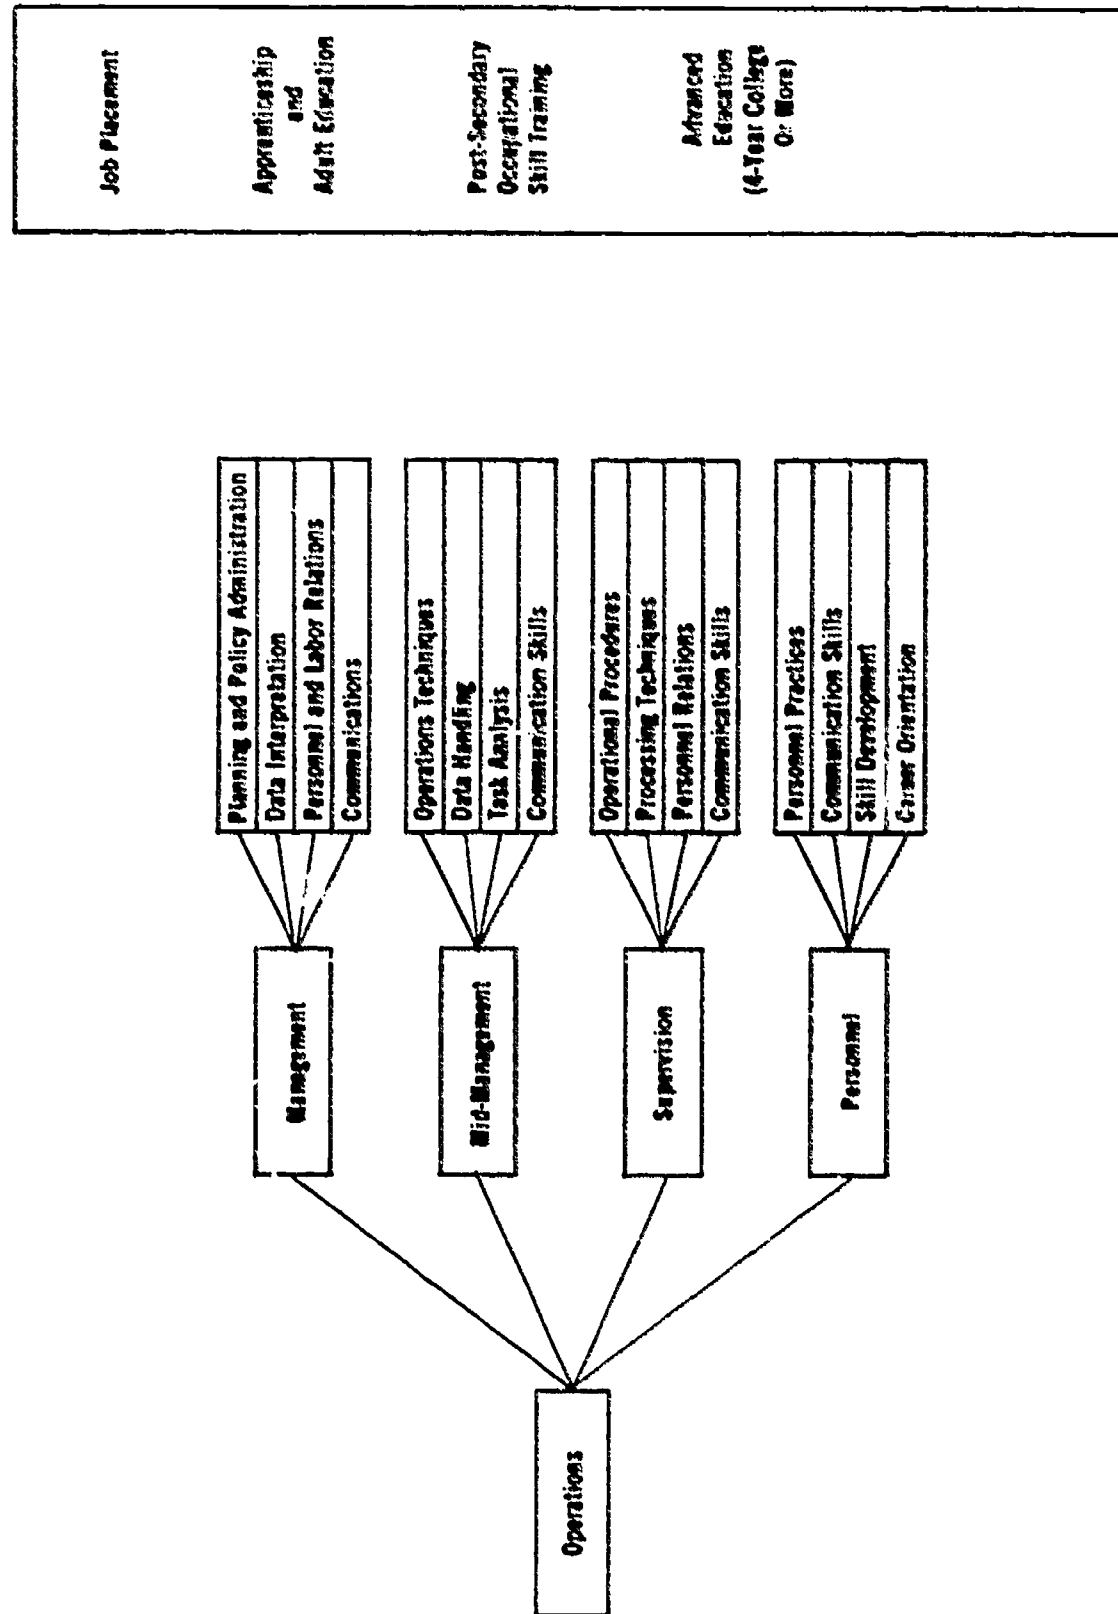 Job Placement
Apprenticeship
and
Adult Education
Post-Secondary
Occupational
Skill Training
Advanced
Education
(4-Year College
Or More)
Planning and Policy Administration
Data Interpretation
Personnel and Labor Relations
Communications
Operations Techniques
Data Handling
Task Analysis
Communication Skills
Operational Procedures
Processing Techniques
Personnel Relations
Communication Skills
Personnel Practices
Communication Skills
Skill Development
Career Orientation
Management
Mid-Management
Supervision
Personnel
Operations